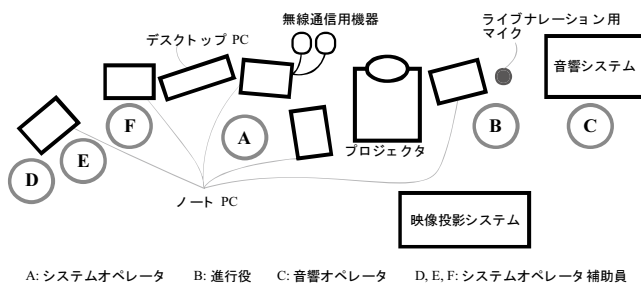 無線通信用機器
ライブナレーション用
マイク
デスクトップ PC
音響システム
F
A
B
C
E
D
プロジェクタ
ノート PC
映像投影システム
A: システムオペレータ B: 進行役 C: 音響オペレータ D, E, F: システムオペレータ補助員